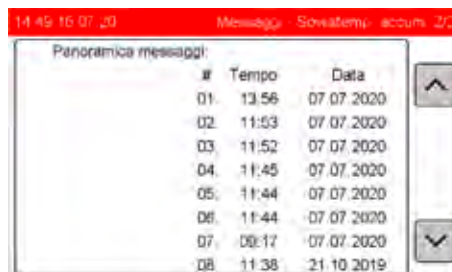 14:49 16.07.20 Messaggi - Sovratemp. accum. 2/2
Panoramica messaggi:
# Tempo Data
01. 13:56 07.07.2020
02. 11:53 07.07.2020
03. 11:52 07.07.2020
04. 11:45 07.07.2020
05. 11:44 07.07.2020
06. 11:44 07.07.2020
07. 09:17 07.07.2020
08. 11:38 21.10.2019